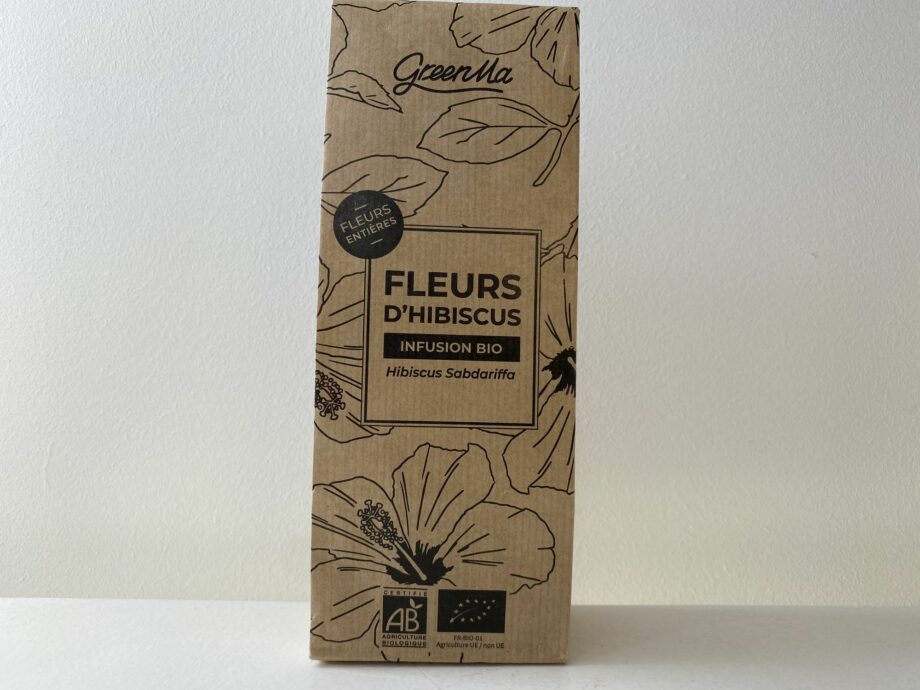 GreenMa
FLEURS
ENTIÈRES
FLEURS
D'HIBISCUS
INFUSION BIO
Hibiscus Sabdariffa
CERTIFIÉ
AB
AGRICULTURE
BIOLOGIQUE
FR-BIO-01
Agriculture UE / non UE